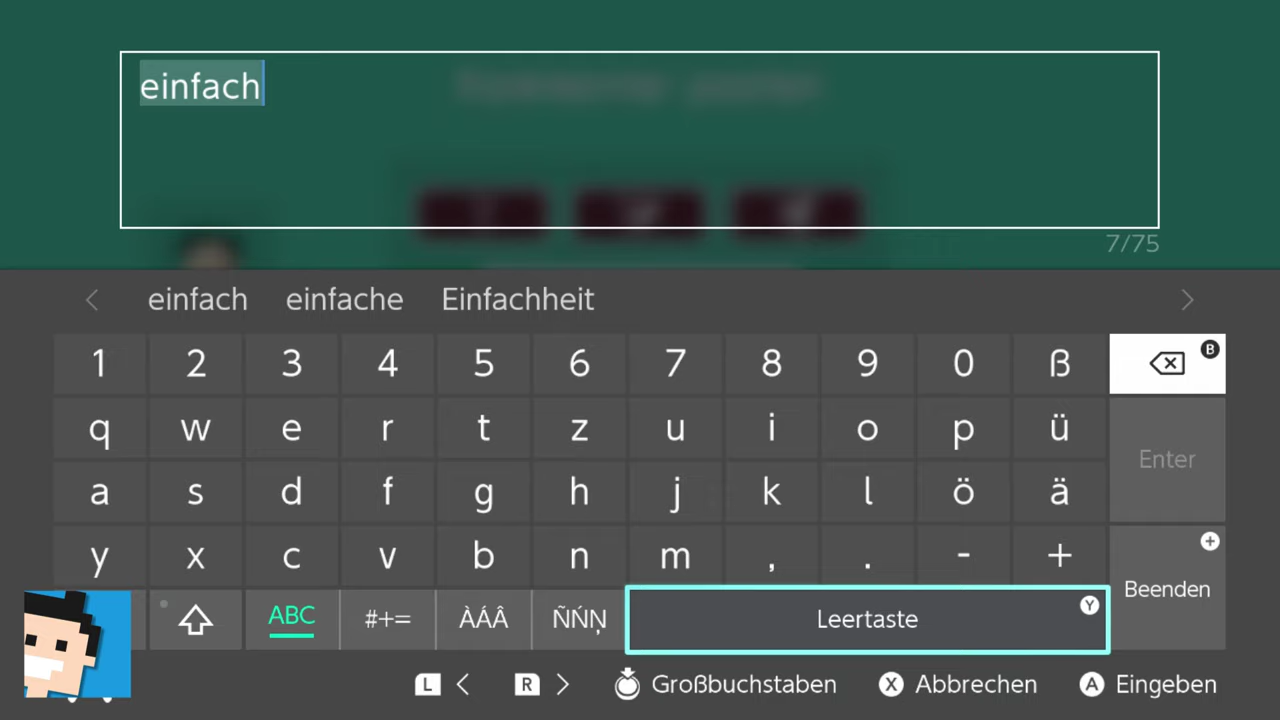 einfach
7/75
einfach einfache Einfachheit
1 2 3 4 5 6 7 8 9 0 ß B
q w e r t z u i o p ü
a s d f g h j k l ö ä Enter
y x c v b n m , . - + +
ABC #+= ÀÁÂ ÑŃŅ Leertaste Y Beenden
L R Großbuchstaben X Abbrechen A Eingeben